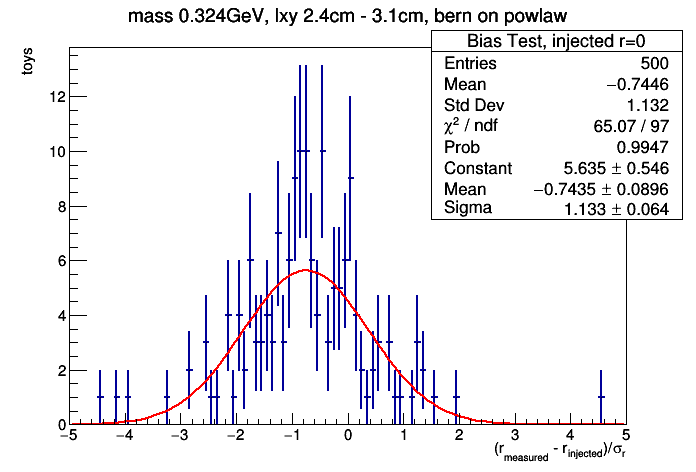 mass 0.324GeV, lxy 2.4cm - 3.1cm, bern on powlaw
Bias Test, injected r=0
Entries 500
Mean −0.7446
Std Dev 1.132
χ² / ndf 65.07 / 97
Prob 0.9947
Constant 5.635 ± 0.546
Mean −0.7435 ± 0.0896
Sigma 1.133 ± 0.064
toys
12
10
8
6
4
2
0
−5 −4 −3 −2 −1 0 1 2 3 4 5
(r_measured - r_injected)/σ_r